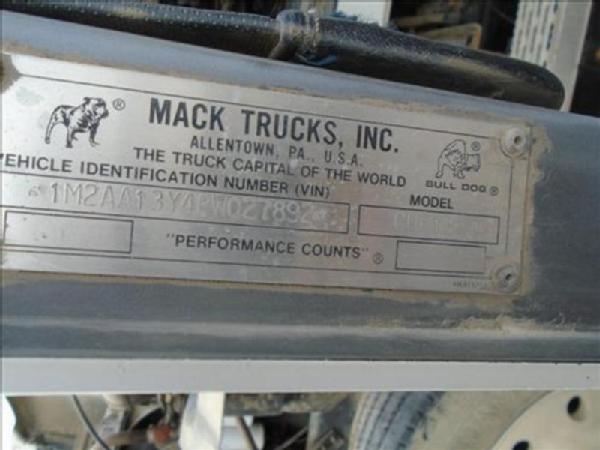 MACK TRUCKS, INC.
ALLENTOWN, PA., U.S.A.
THE TRUCK CAPITAL OF THE WORLD
VEHICLE IDENTIFICATION NUMBER (VIN)
MODEL
BULL DOG ®
"PERFORMANCE COUNTS" ®